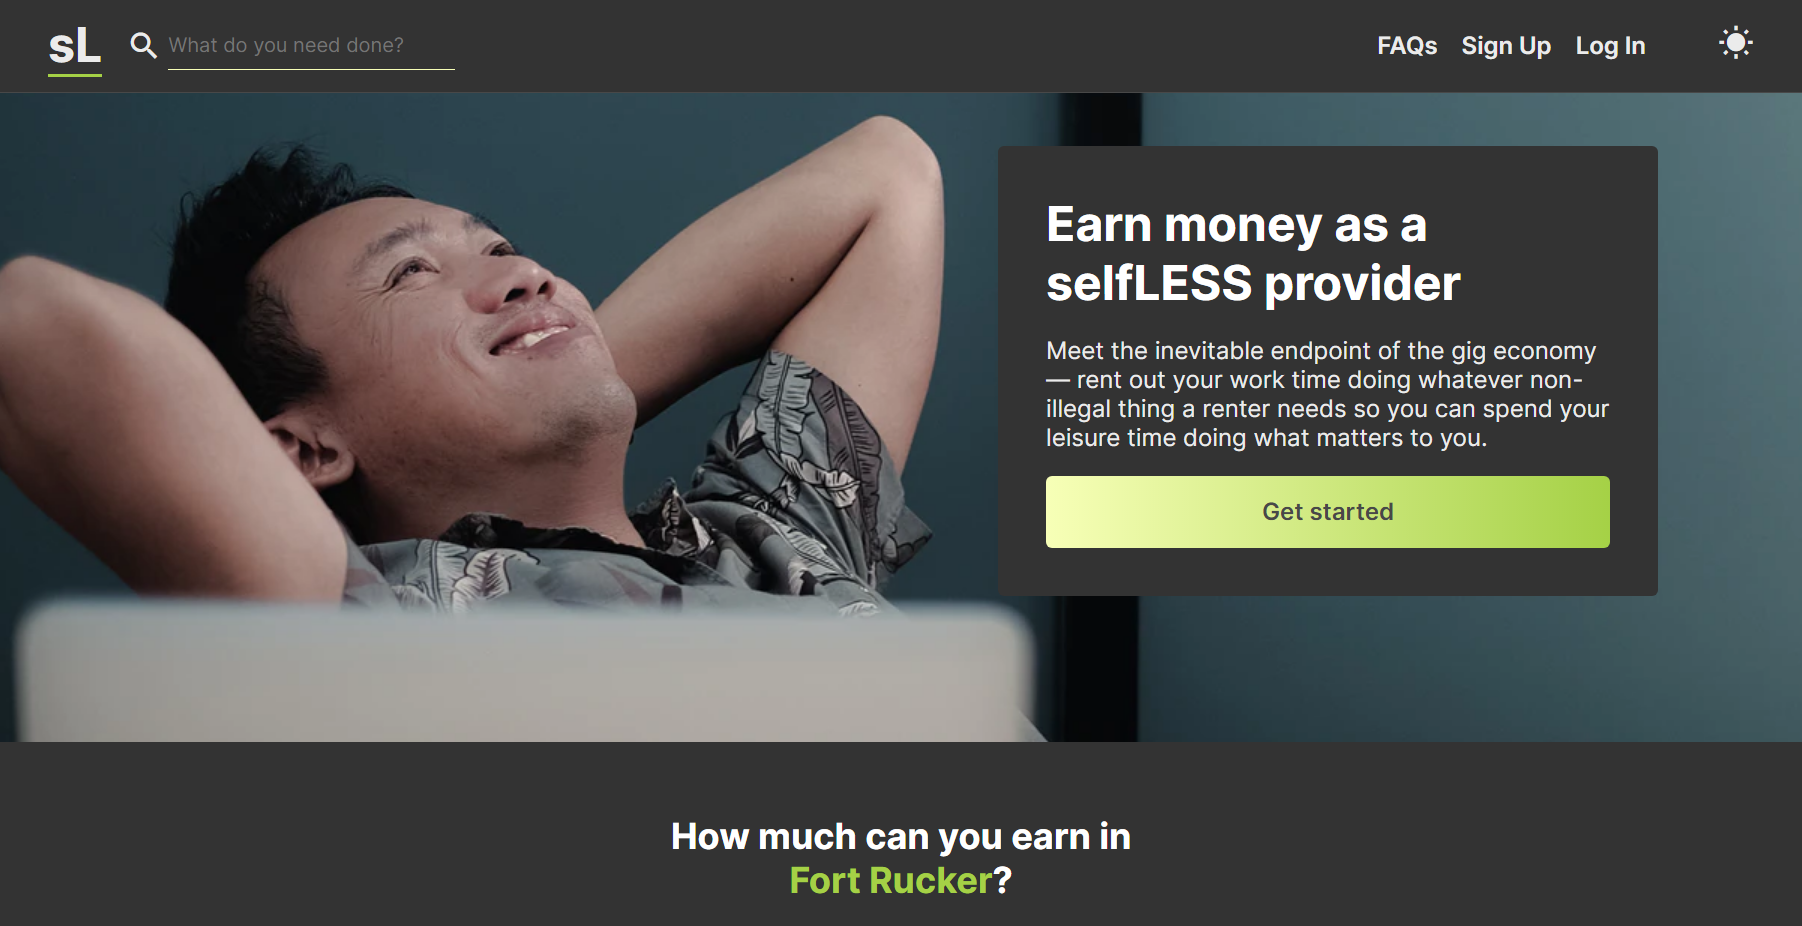 sL
What do you need done?
FAQs Sign Up Log In
Earn money as a
selfLESS provider
Meet the inevitable endpoint of the gig economy
— rent out your work time doing whatever non-
illegal thing a renter needs so you can spend your
leisure time doing what matters to you.
Get started
How much can you earn in
Fort Rucker?